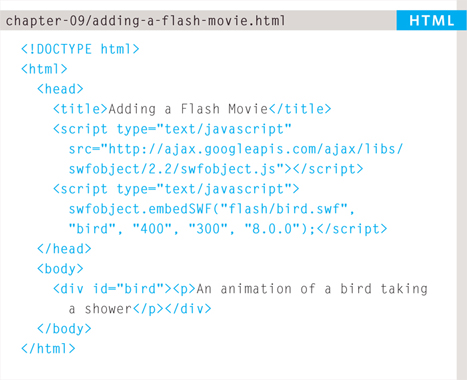 chapter-09/adding-a-flash-movie.html HTML
<!DOCTYPE html>
<html>
<head>
<title>Adding a Flash Movie</title>
<script type="text/javascript"
src="http://ajax.googleapis.com/ajax/libs/
swfobject/2.2/swfobject.js"></script>
<script type="text/javascript">
swfobject.embedSWF("flash/bird.swf",
"bird", "400", "300", "8.0.0");</script>
</head>
<body>
<div id="bird"><p>An animation of a bird taking
a shower</p></div>
</body>
</html>